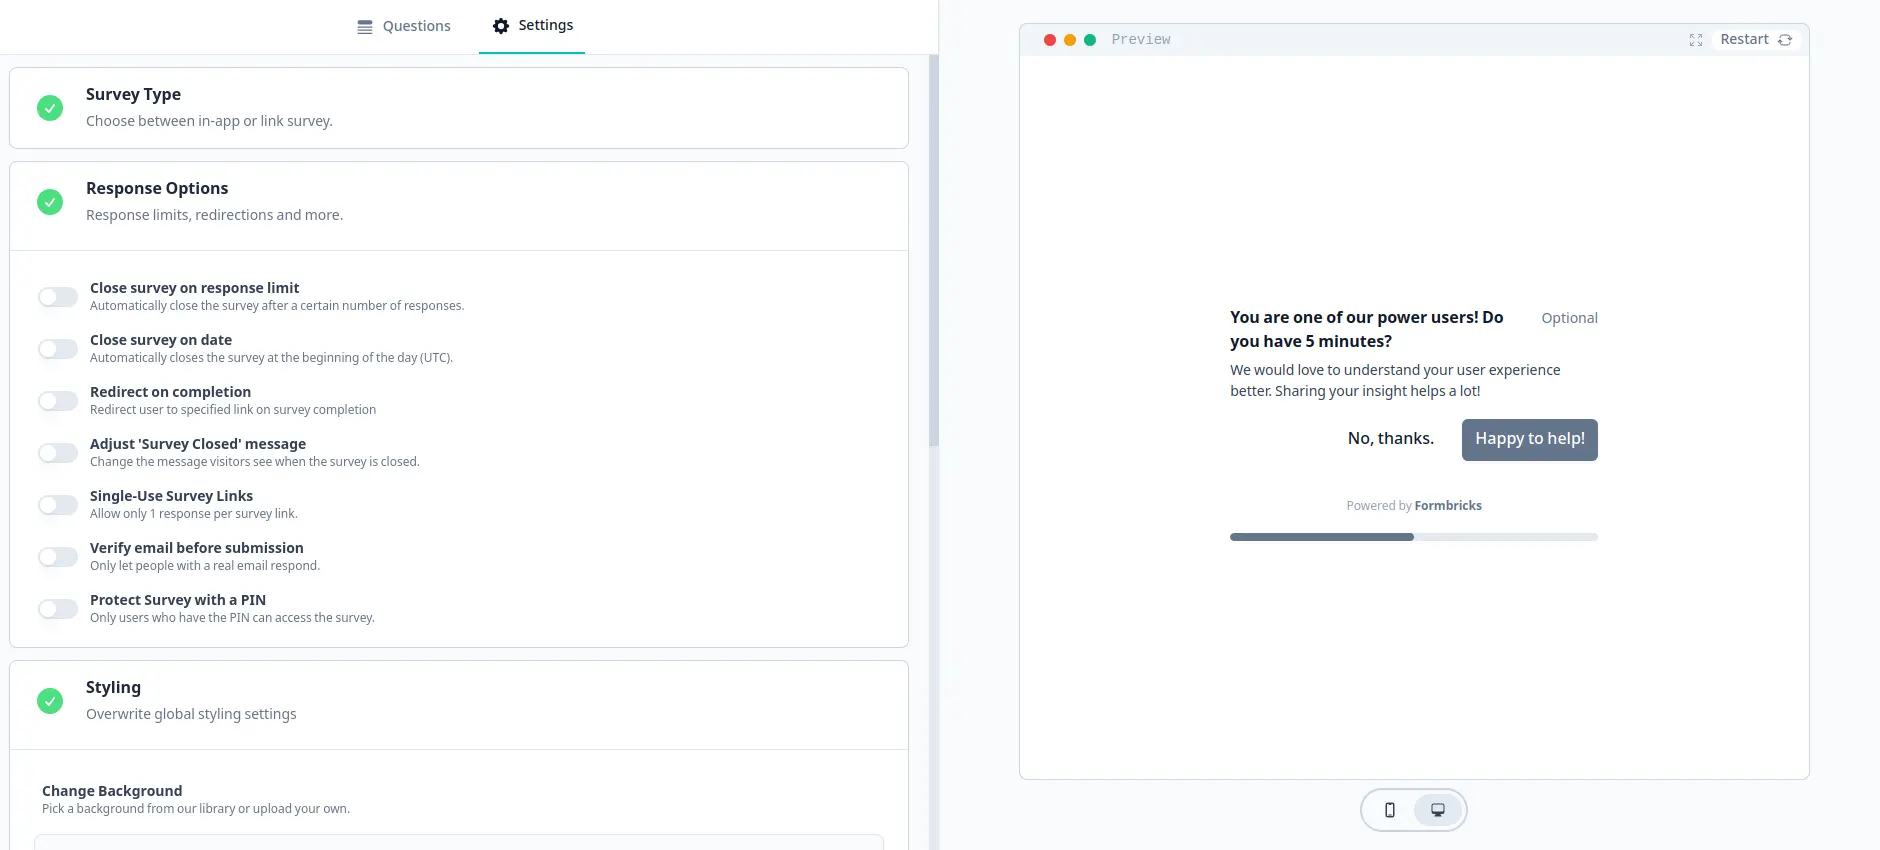 Questions
Settings
Survey Type
Choose between in-app or link survey.
Response Options
Response limits, redirections and more.
Close survey on response limit
Automatically close the survey after a certain number of responses.
Close survey on date
Automatically closes the survey at the beginning of the day (UTC).
Redirect on completion
Redirect user to specified link on survey completion
Adjust 'Survey Closed' message
Change the message visitors see when the survey is closed.
Single-Use Survey Links
Allow only 1 response per survey link.
Verify email before submission
Only let people with a real email respond.
Protect Survey with a PIN
Only users who have the PIN can access the survey.
Styling
Overwrite global styling settings
Change Background
Pick a background from our library or upload your own.
Preview
Restart
You are one of our power users! Do
you have 5 minutes?
Optional
We would love to understand your user experience
better. Sharing your insight helps a lot!
No, thanks.
Happy to help!
Powered by Formbricks